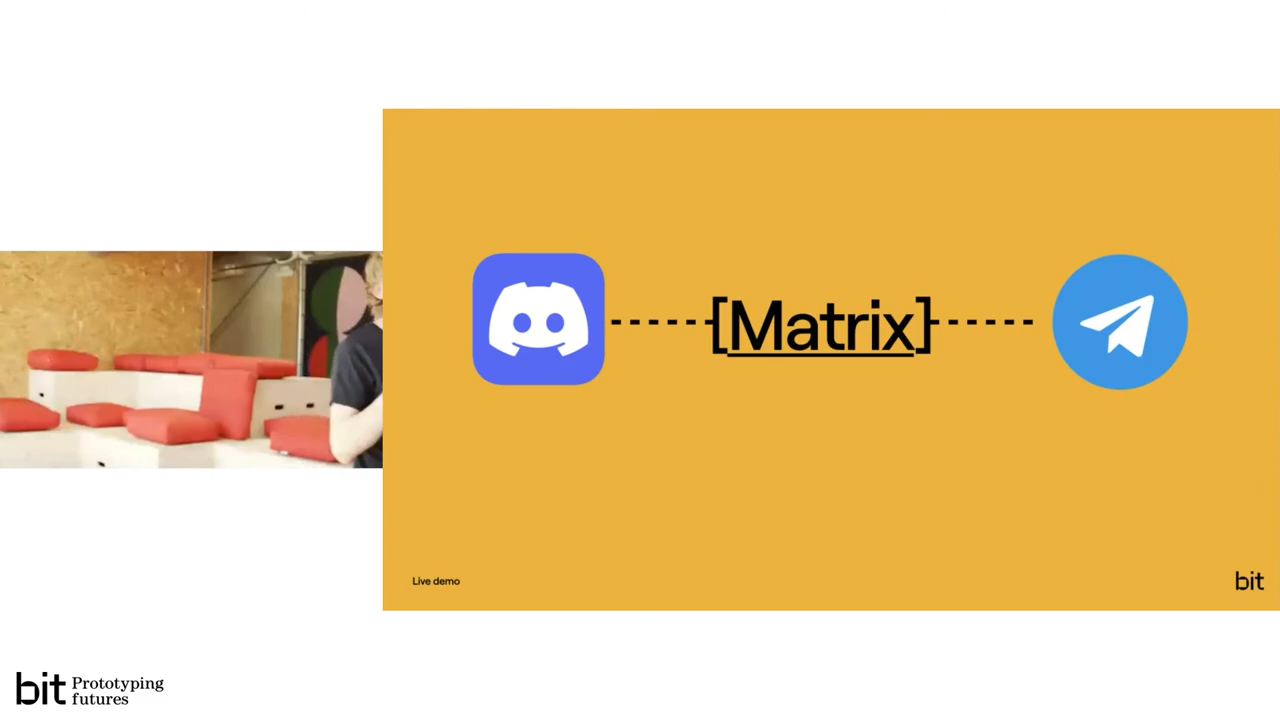 [Matrix]
Live demo
bit
bit Prototyping
futures